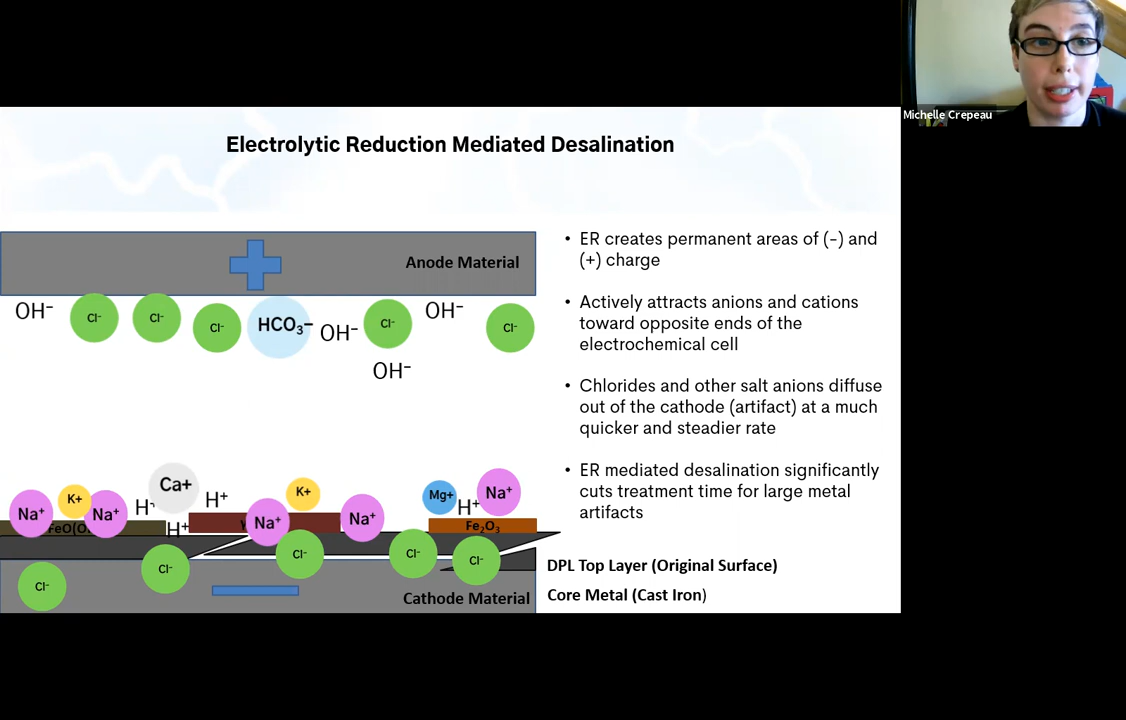 Michelle Crepeau
Electrolytic Reduction Mediated Desalination
Anode Material
OH⁻ Cl⁻ Cl⁻ Cl⁻ HCO₃⁻ OH⁻ Cl⁻ OH⁻ Cl⁻
OH⁻
• ER creates permanent areas of (-) and
(+) charge
• Actively attracts anions and cations
toward opposite ends of the
electrochemical cell
• Chlorides and other salt anions diffuse
out of the cathode (artifact) at a much
quicker and steadier rate
• ER mediated desalination significantly
cuts treatment time for large metal
artifacts
Ca+
Na⁺ K+ Na⁺ H⁺ H⁺ K+ Mg+ H⁺ Na⁺
H⁺ Na⁺ Na⁺ Fe₂O₃
Cl⁻ Cl⁻ Cl⁻ Cl⁻
Cl⁻
DPL Top Layer (Original Surface)
Cathode Material
Core Metal (Cast Iron)